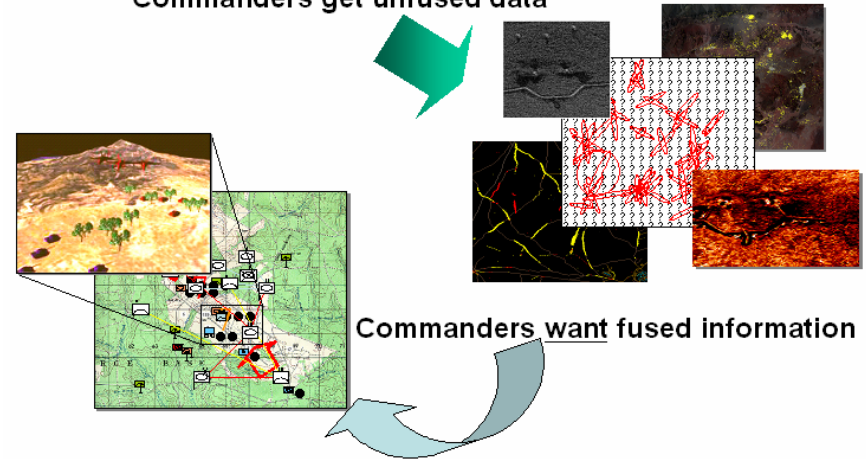 Commanders get unfused data
Commanders want fused information